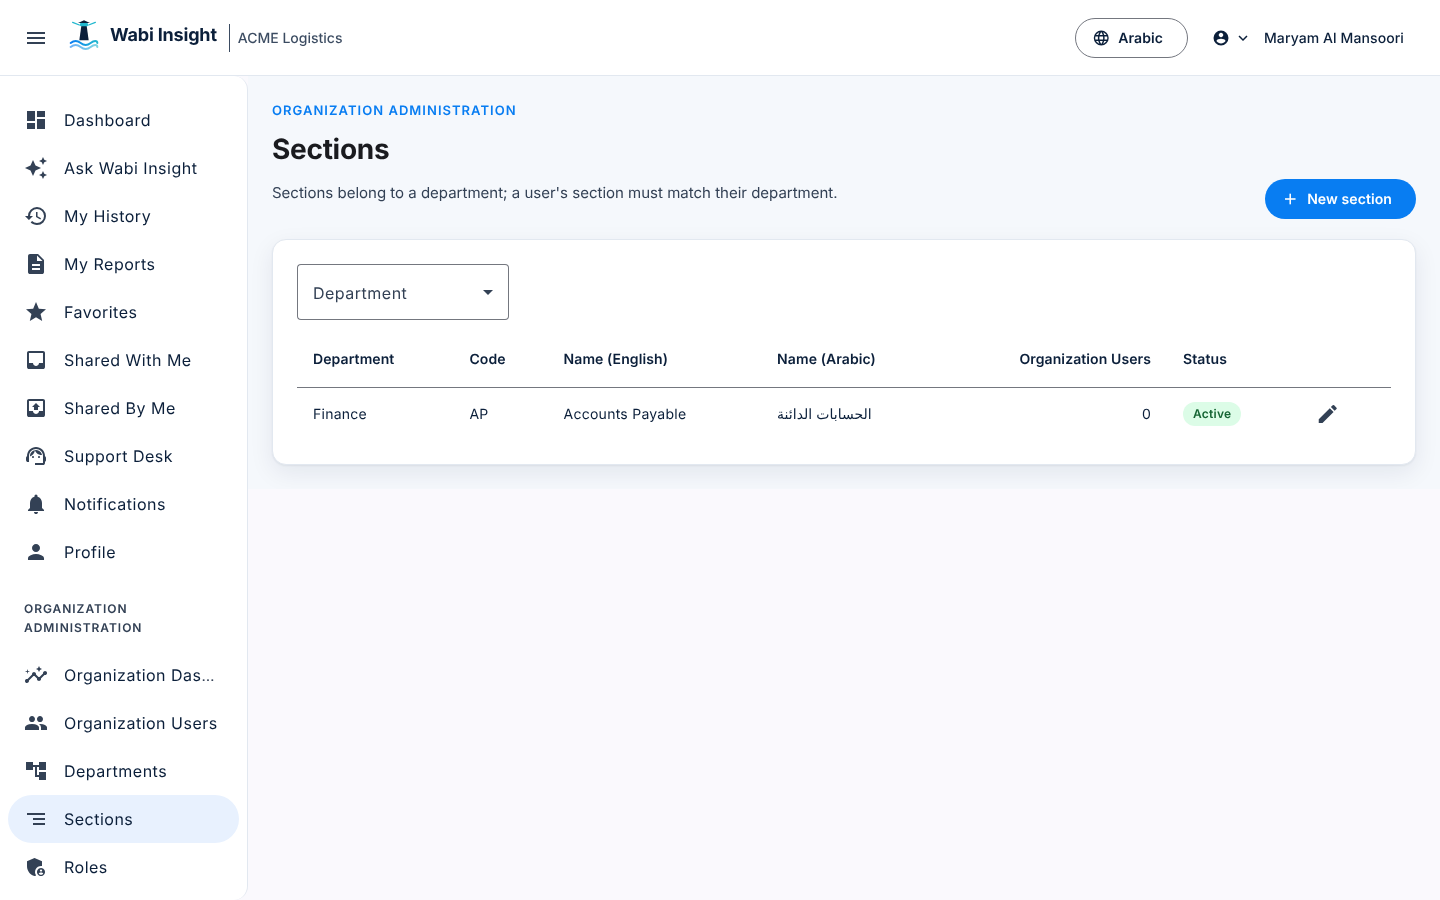 Wabi Insight
ACME Logistics
Arabic
Maryam Al Mansoori
Dashboard
Ask Wabi Insight
My History
My Reports
Favorites
Shared With Me
Shared By Me
Support Desk
Notifications
Profile
ORGANIZATION
ADMINISTRATION
Organization Das...
Organization Users
Departments
Sections
Roles
ORGANIZATION ADMINISTRATION
Sections
Sections belong to a department; a user's section must match their department.
New section
Department
Department Code Name (English) Name (Arabic) Organization Users Status
Finance AP Accounts Payable الحسابات الدائنة 0 Active